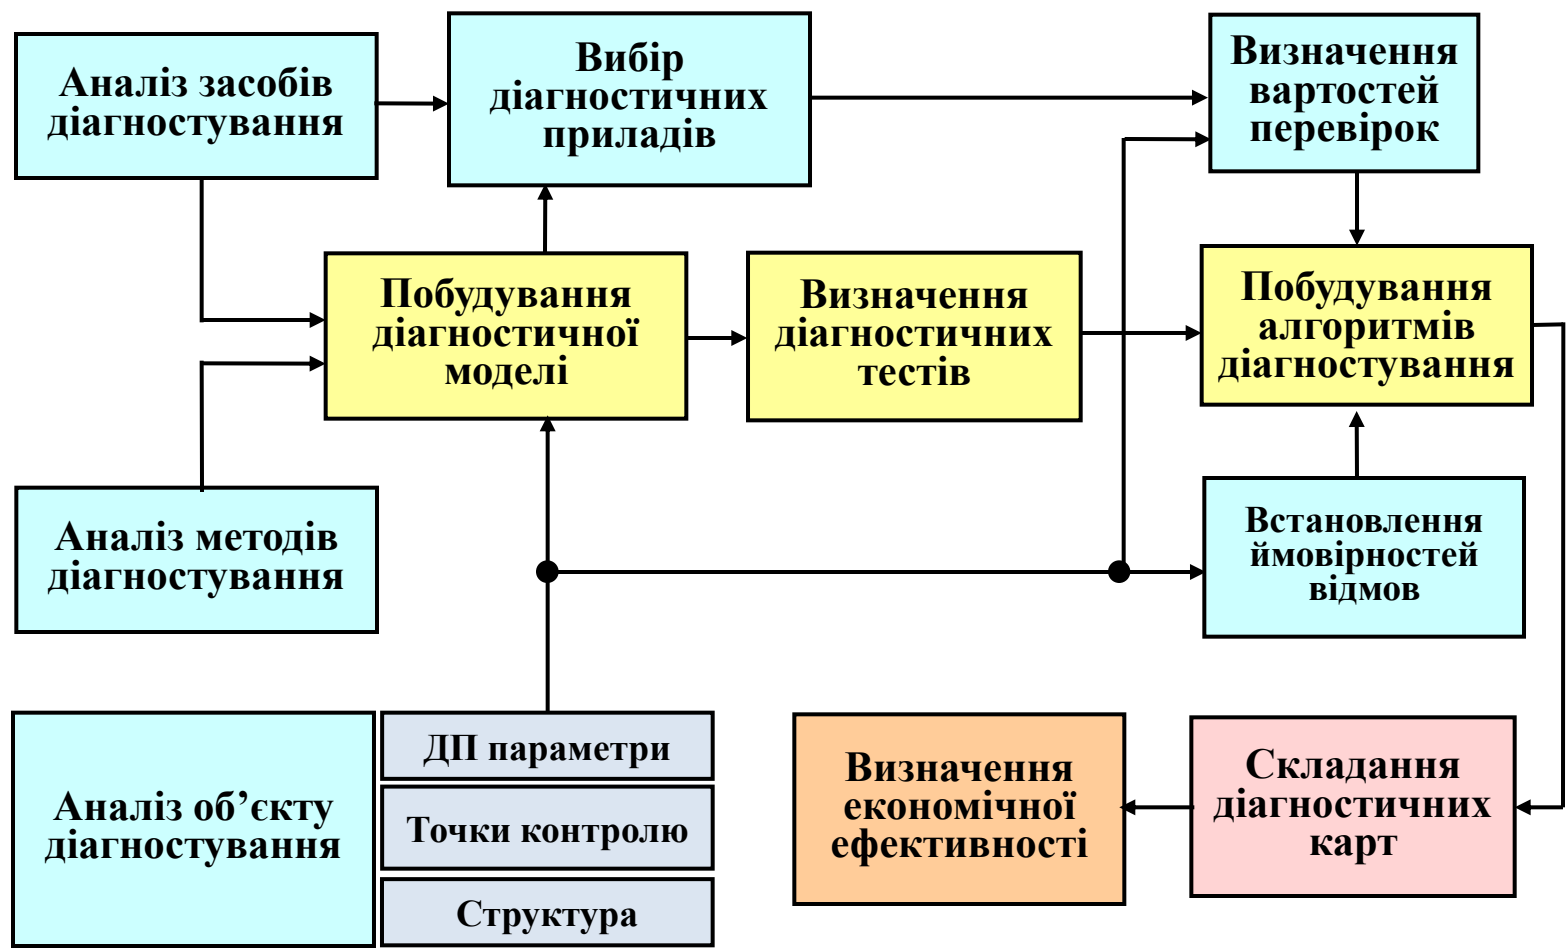 Аналіз засобів
діагностування
Вибір
діагностичних
приладів
Визначення
вартостей
перевірок
Побудування
діагностичної
моделі
Визначення
діагностичних
тестів
Побудування
алгоритмів
діагностування
Аналіз методів
діагностування
Встановлення
ймовірностей
відмов
Аналіз об’єкту
діагностування
ДП параметри
Точки контролю
Структура
Визначення
економічної
ефективності
Складання
діагностичних
карт